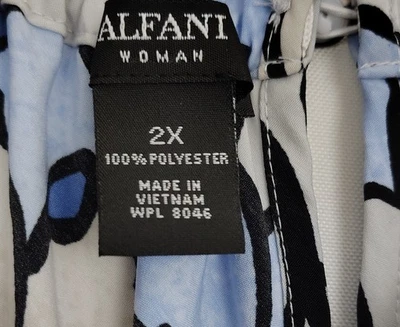 ALFANI
WOMAN
2X
100% POLYESTER
MADE IN
VIETNAM
WPL 8046